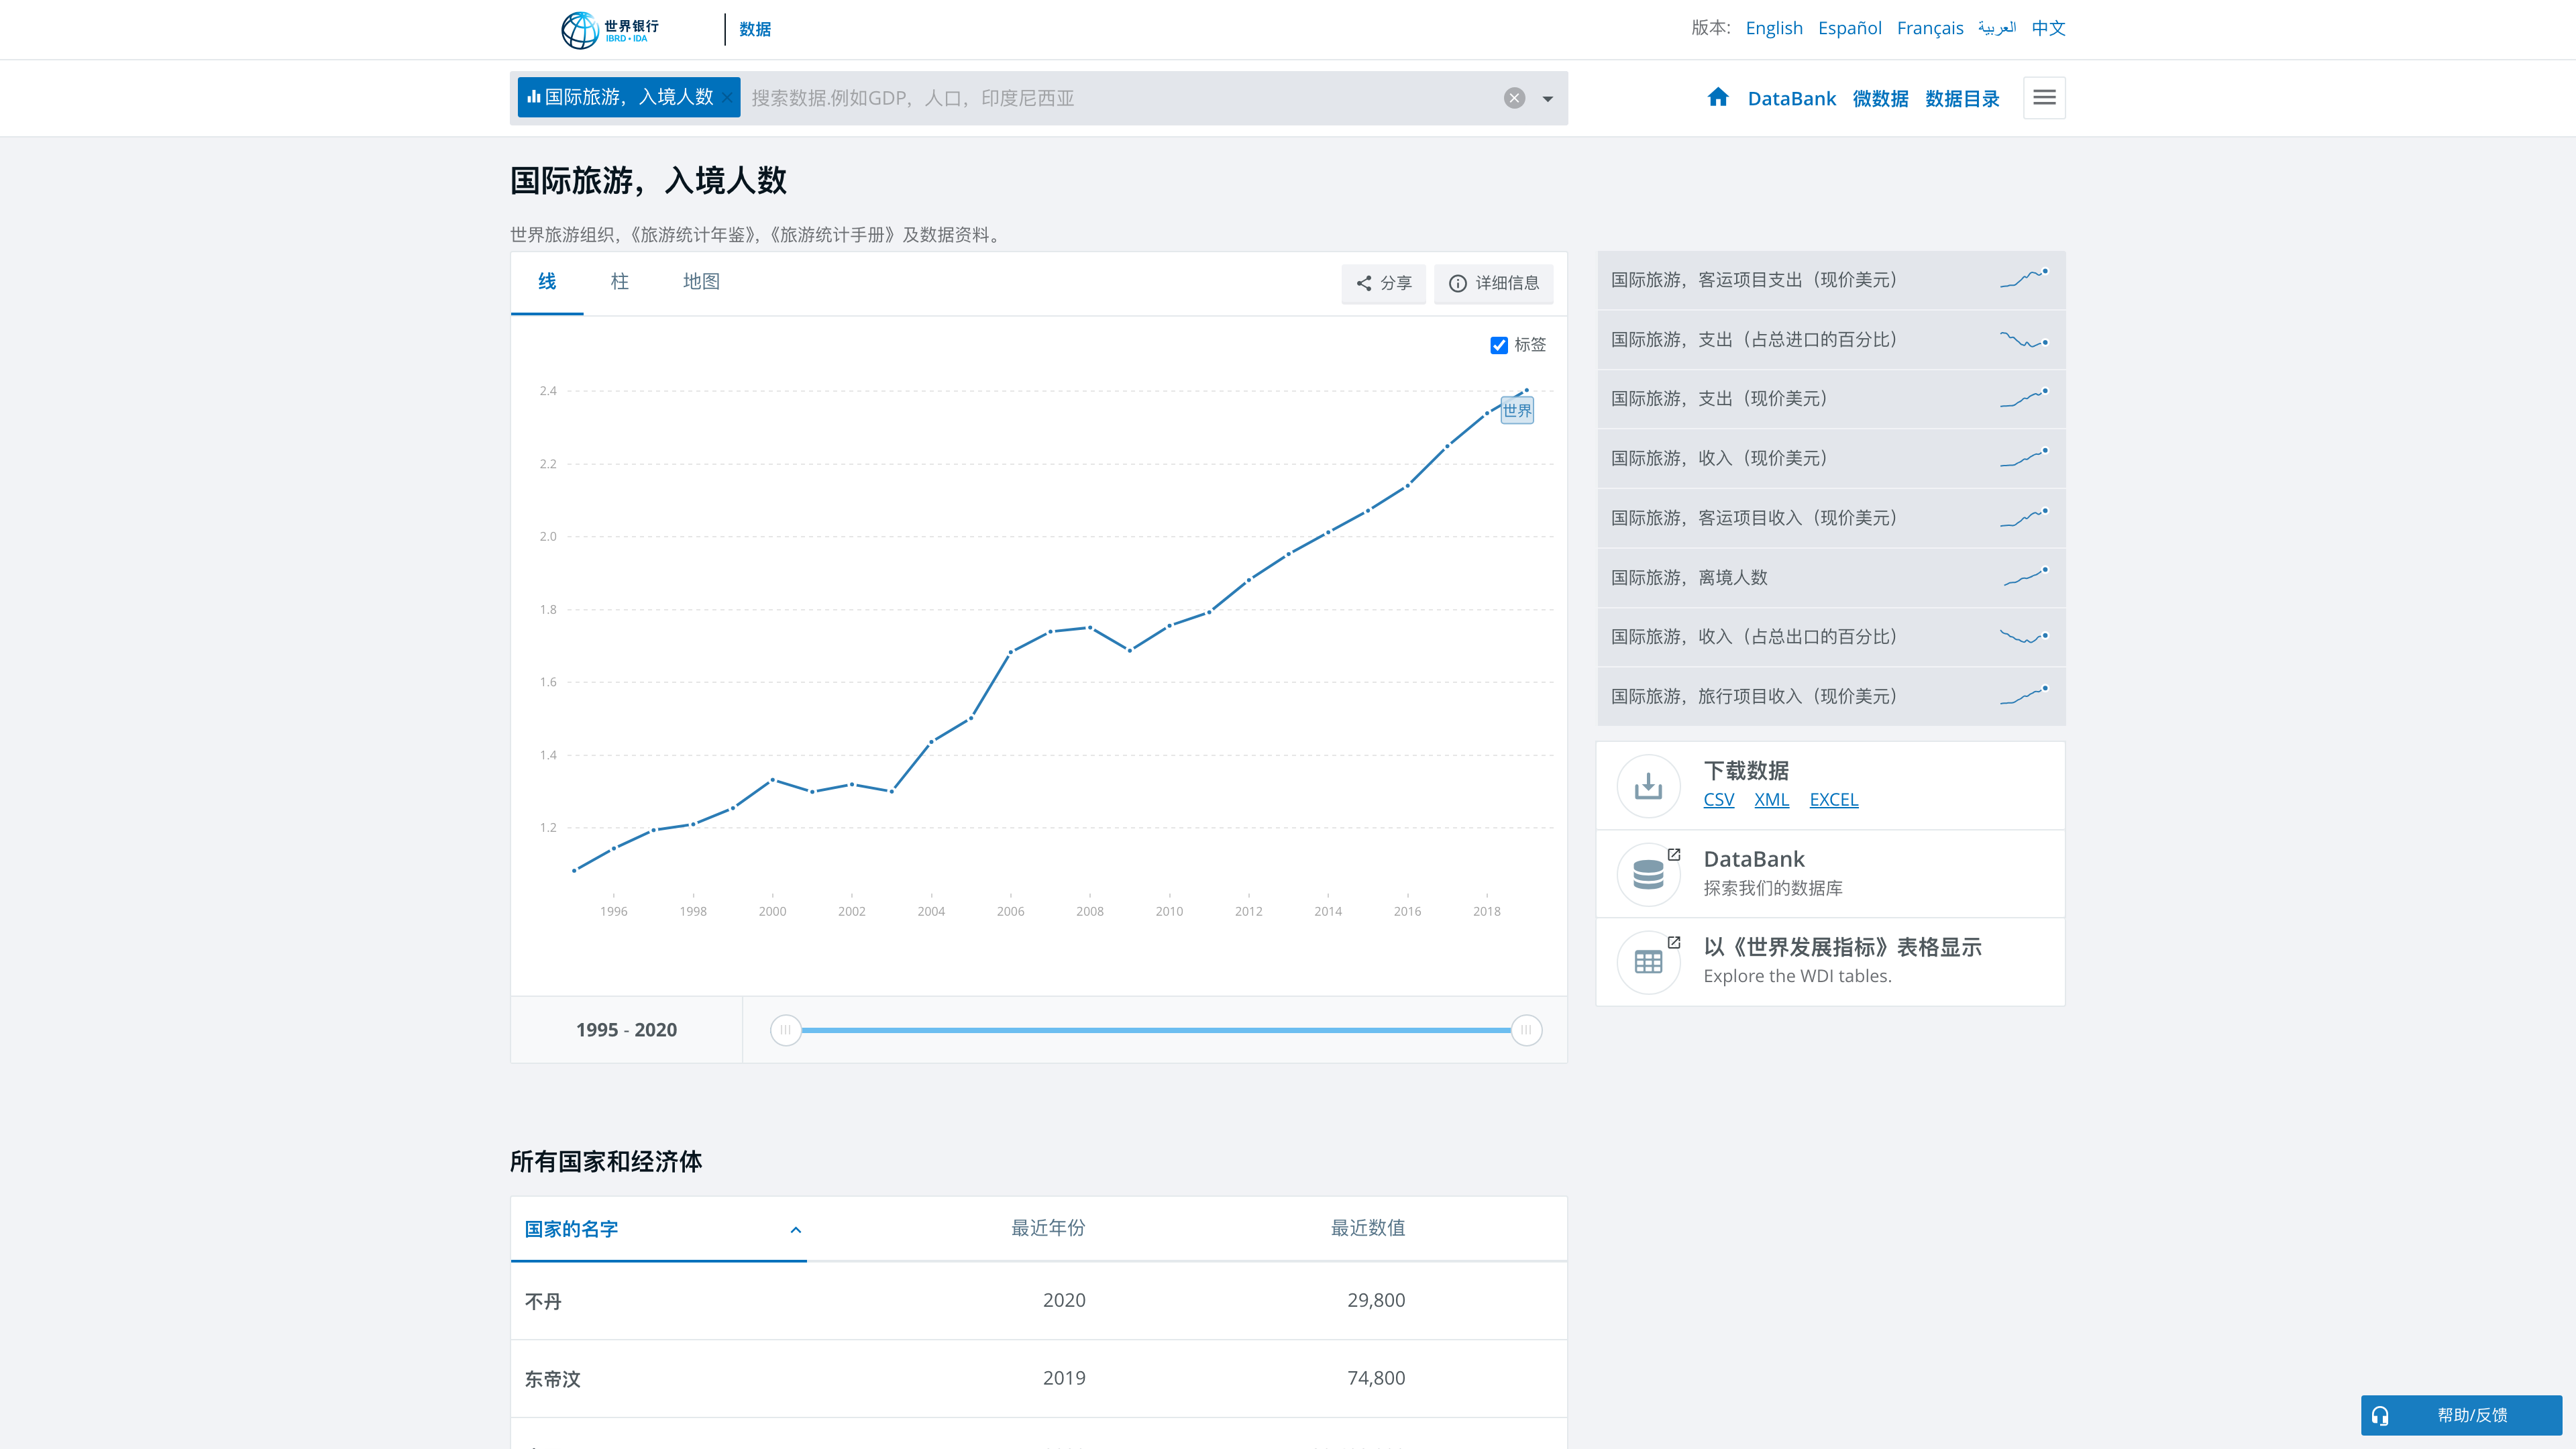 世界银行
IBRD • IDA
数据
版本: English Español Français العربية 中文
国际旅游，入境人数 ×
搜索数据.例如GDP，人口，印度尼西亚
DataBank 微数据 数据目录
国际旅游，入境人数
世界旅游组织,《旅游统计年鉴》,《旅游统计手册》及数据资料。
线 柱 地图
分享 详细信息
标签
2.4
世界
2.2
2.0
1.8
1.6
1.4
1.2
1996 1998 2000 2002 2004 2006 2008 2010 2012 2014 2016 2018
1995 - 2020
国际旅游，客运项目支出（现价美元）
国际旅游，支出（占总进口的百分比）
国际旅游，支出（现价美元）
国际旅游，收入（现价美元）
国际旅游，客运项目收入（现价美元）
国际旅游，离境人数
国际旅游，收入（占总出口的百分比）
国际旅游，旅行项目收入（现价美元）
下载数据
CSV XML EXCEL
DataBank
探索我们的数据库
以《世界发展指标》表格显示
Explore the WDI tables.
所有国家和经济体
国家的名字 最近年份 最近数值
不丹 2020 29,800
东帝汶 2019 74,800
帮助/反馈